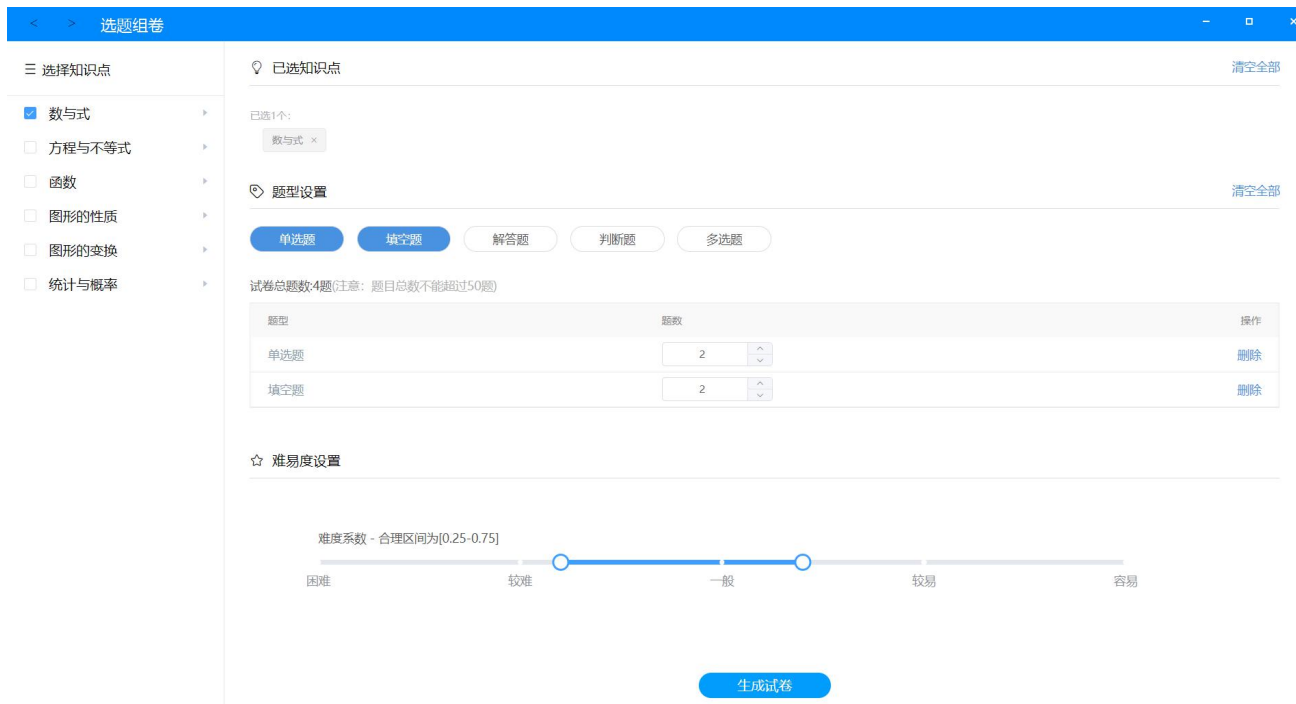 < > 选题组卷
三 选择知识点
数与式
方程与不等式
函数
图形的性质
图形的变换
统计与概率
已选知识点 清空全部
已选1个:
数与式 ×
题型设置 清空全部
单选题 填空题 解答题 判断题 多选题
试卷总题数:4题(注意：题目总数不能超过50题)
题型 题数 操作
单选题 2 删除
填空题 2 删除
难易度设置
难度系数 - 合理区间为[0.25-0.75]
困难 较难 一般 较易 容易
生成试卷